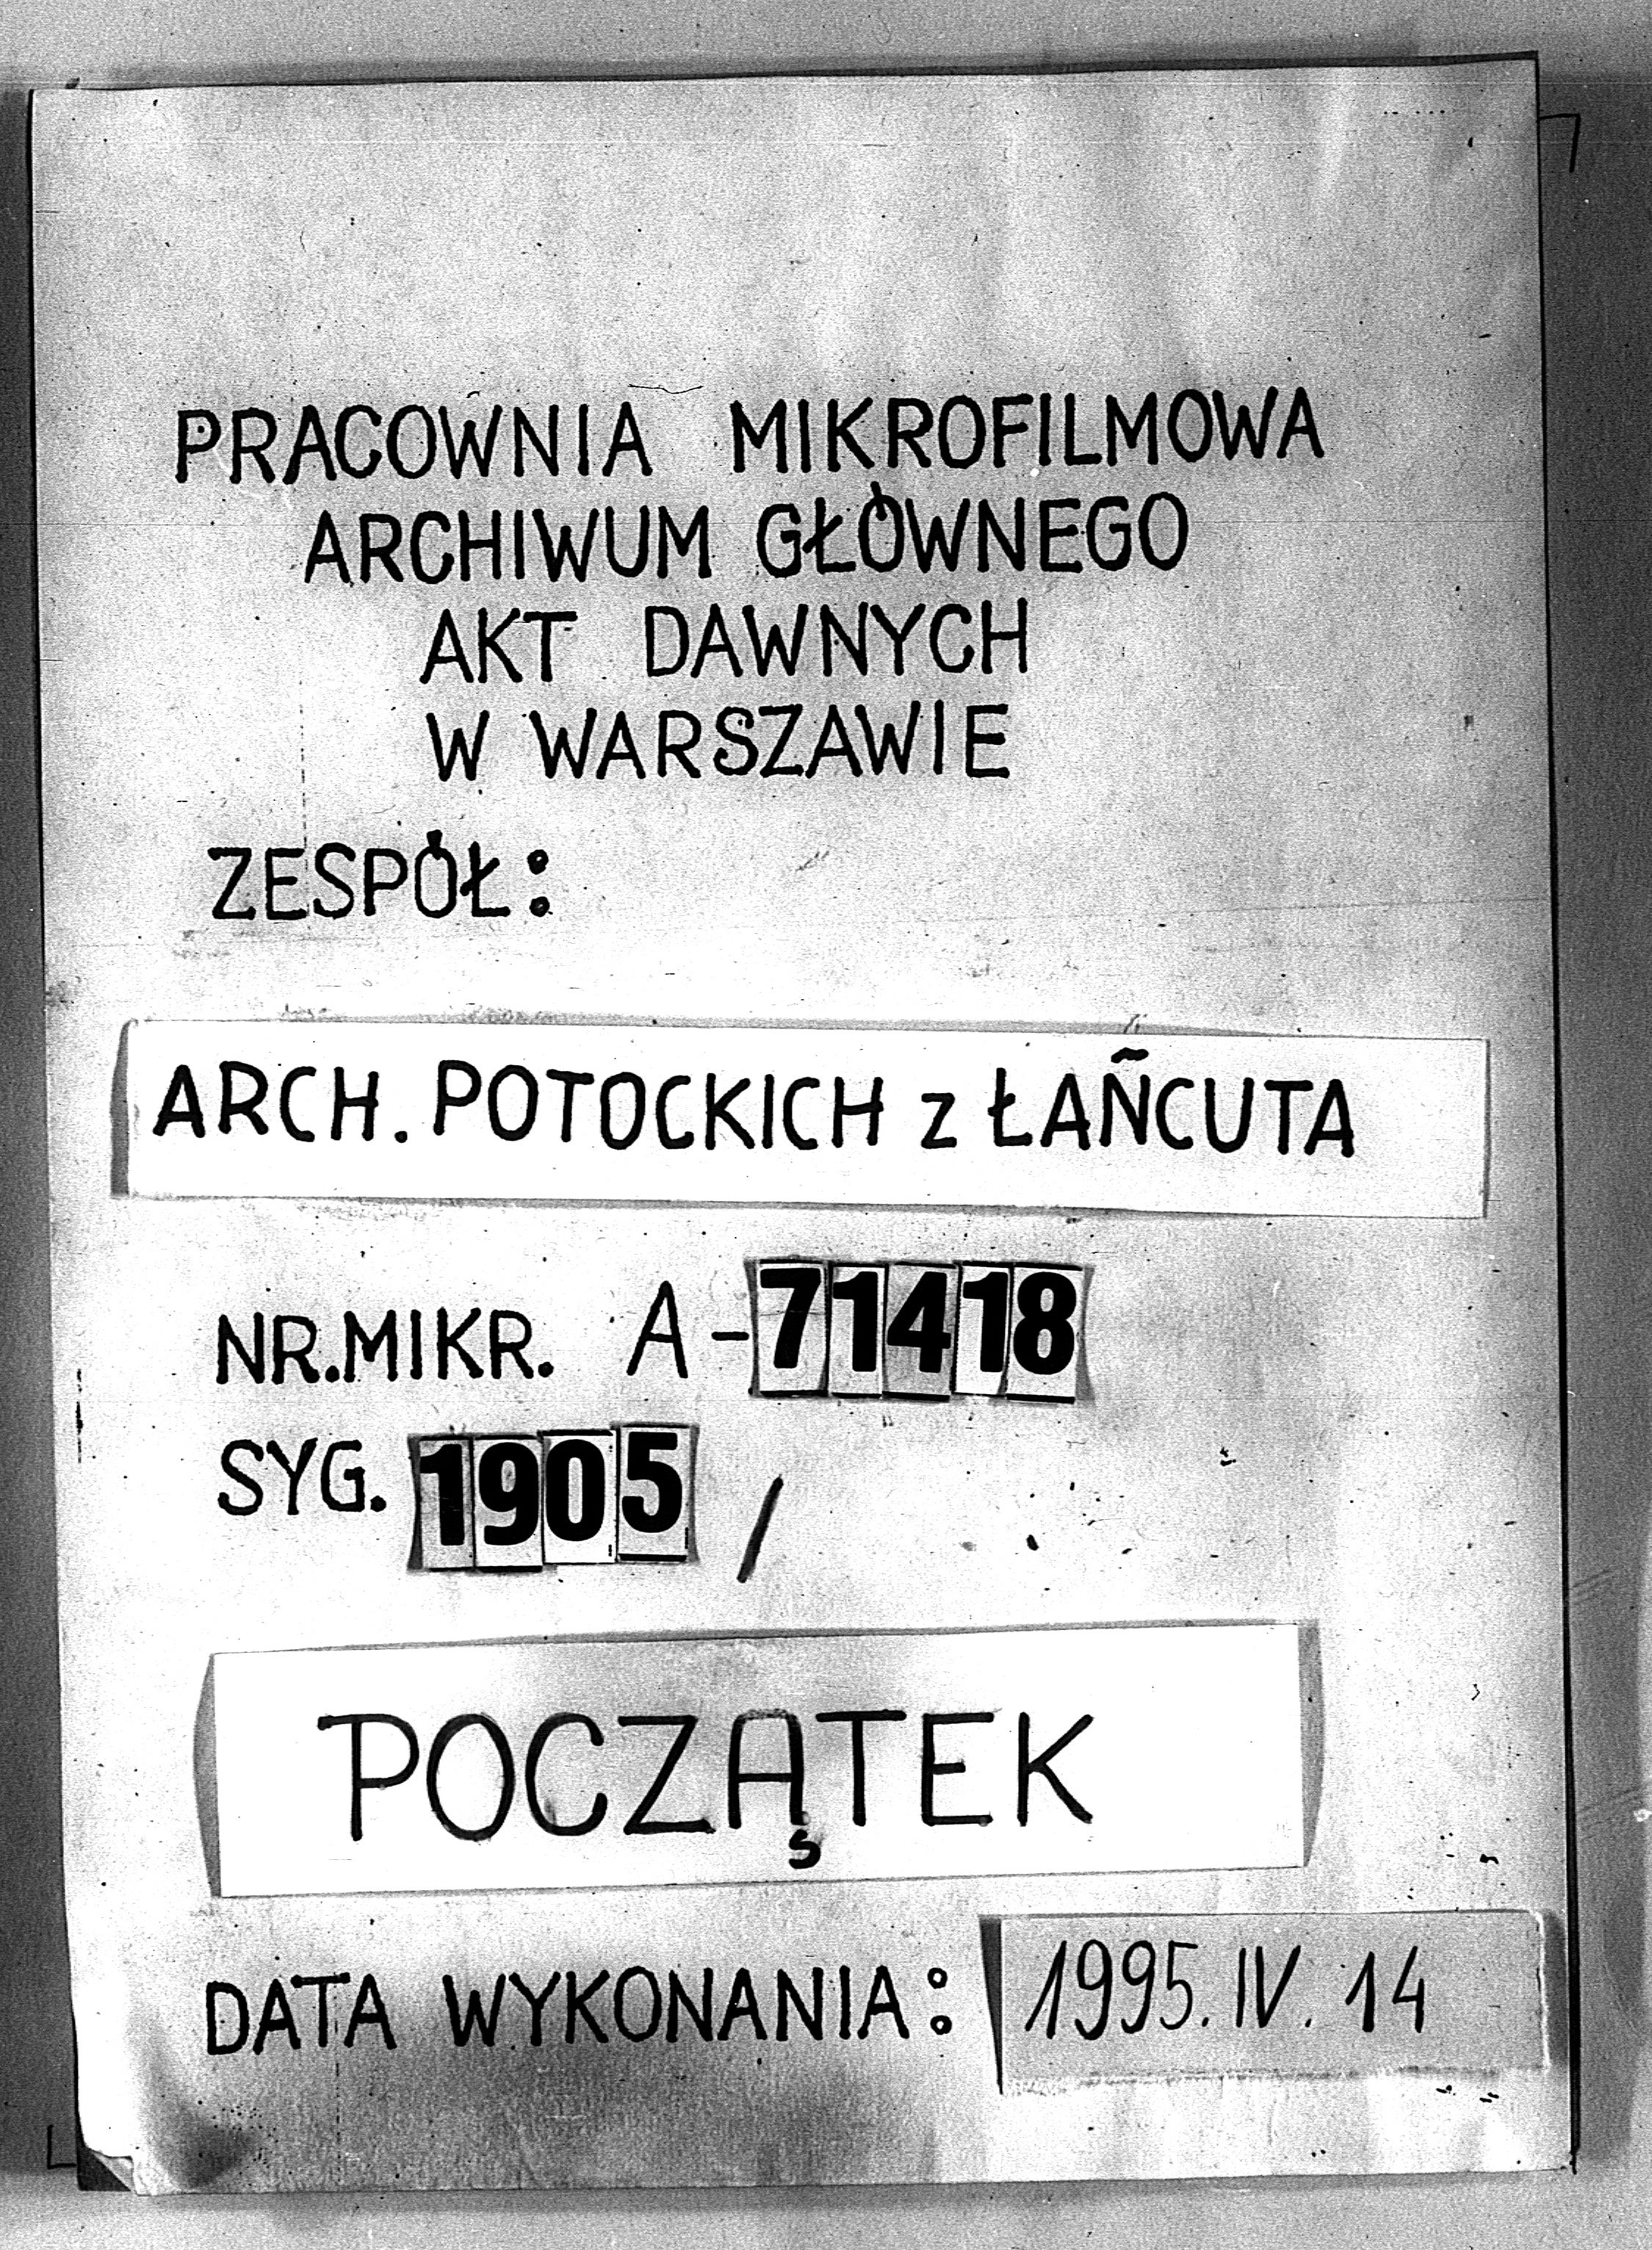 PRACOWNIA MIKROFILMOWA
ARCHIWUM GŁÓWNEGO
AKT DAWNYCH
W WARSZAWIE
ZESPÓŁ:
ARCH. POTOCKICH z ŁAŃCUTA
NR.MIKR. A-71418
SYG. 1905 /
POCZĄTEK
DATA WYKONANIA: 1995.IV.14